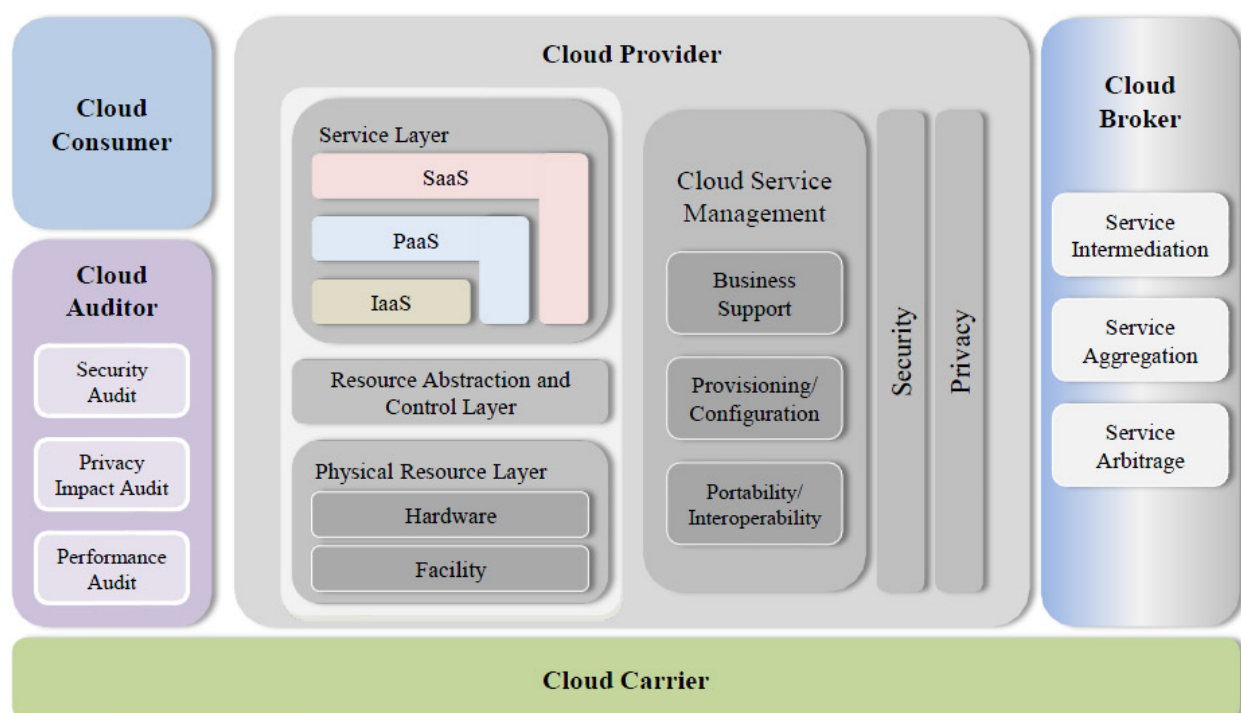 Cloud
Consumer
Cloud
Auditor
Security
Audit
Privacy
Impact Audit
Performance
Audit
Cloud Provider
Service Layer
SaaS
PaaS
IaaS
Resource Abstraction and
Control Layer
Physical Resource Layer
Hardware
Facility
Cloud Service
Management
Business
Support
Provisioning/
Configuration
Portability/
Interoperability
Security
Privacy
Cloud
Broker
Service
Intermediation
Service
Aggregation
Service
Arbitrage
Cloud Carrier